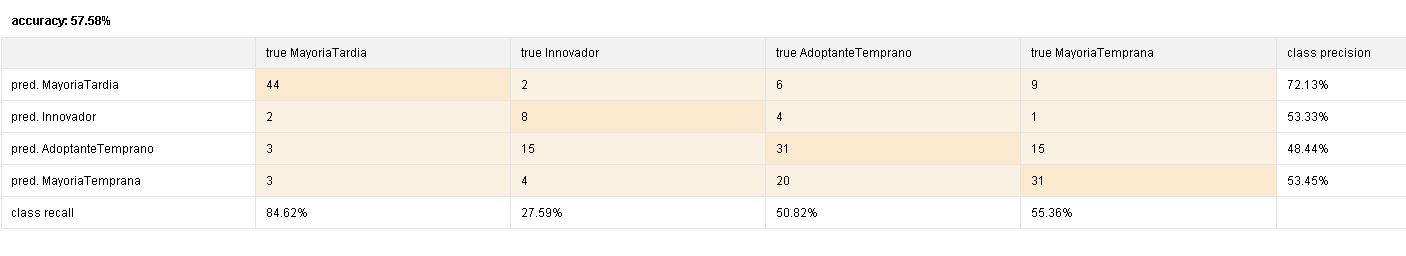 accuracy: 57.58%
true MayoriaTardia true Innovador true AdoptanteTemprano true MayoriaTemprana class precision
pred. MayoriaTardia 44 2 6 9 72.13%
pred. Innovador 2 8 4 1 53.33%
pred. AdoptanteTemprano 3 15 31 15 48.44%
pred. MayoriaTemprana 3 4 20 31 53.45%
class recall 84.62% 27.59% 50.82% 55.36%